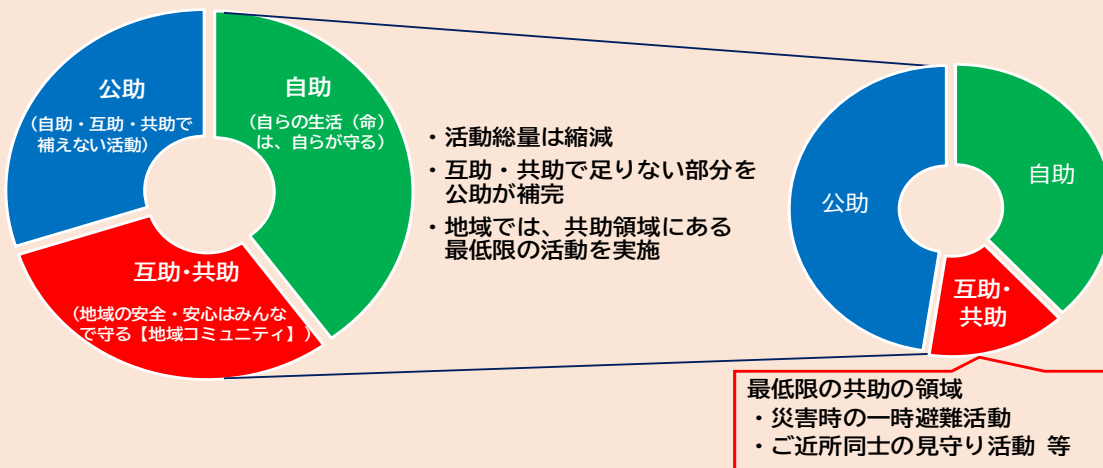 公助
（自助・互助・共助で
補えない活動）
自助
（自らの生活（命）
は、自らが守る）
互助・共助
（地域の安全・安心はみんな
で守る【地域コミュニティ】）
・活動総量は縮減
・互助・共助で足りない部分を
公助が補完
・地域では、共助領域にある
最低限の活動を実施
公助
自助
互助・
共助
最低限の共助の領域
・災害時の一時避難活動
・ご近所同士の見守り活動 等